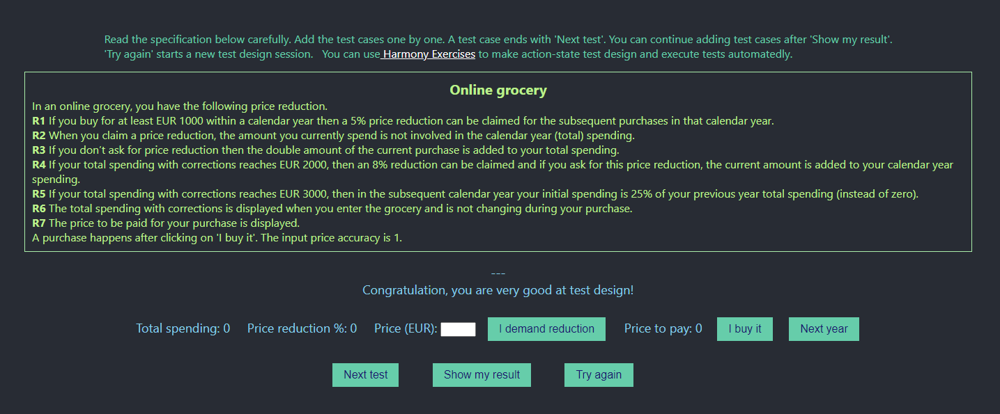 Read the specification below carefully. Add the test cases one by one. A test case ends with 'Next test'. You can continue adding test cases after 'Show my result'.
'Try again' starts a new test design session. You can use Harmony Exercises to make action-state test design and execute tests automatedly.
Online grocery
In an online grocery, you have the following price reduction.
R1 If you buy for at least EUR 1000 within a calendar year then a 5% price reduction can be claimed for the subsequent purchases in that calendar year.
R2 When you claim a price reduction, the amount you currently spend is not involved in the calendar year (total) spending.
R3 If you don't ask for price reduction then the double amount of the current purchase is added to your total spending.
R4 If your total spending with corrections reaches EUR 2000, then an 8% reduction can be claimed and if you ask for this price reduction, the current amount is added to your calendar year
spending.
R5 If your total spending with corrections reaches EUR 3000, then in the subsequent calendar year your initial spending is 25% of your previous year total spending (instead of zero).
R6 The total spending with corrections is displayed when you enter the grocery and is not changing during your purchase.
R7 The price to be paid for your purchase is displayed.
A purchase happens after clicking on 'I buy it'. The input price accuracy is 1.
---
Congratulation, you are very good at test design!
Total spending: 0 Price reduction %: 0 Price (EUR): I demand reduction Price to pay: 0 I buy it Next year
Next test Show my result Try again